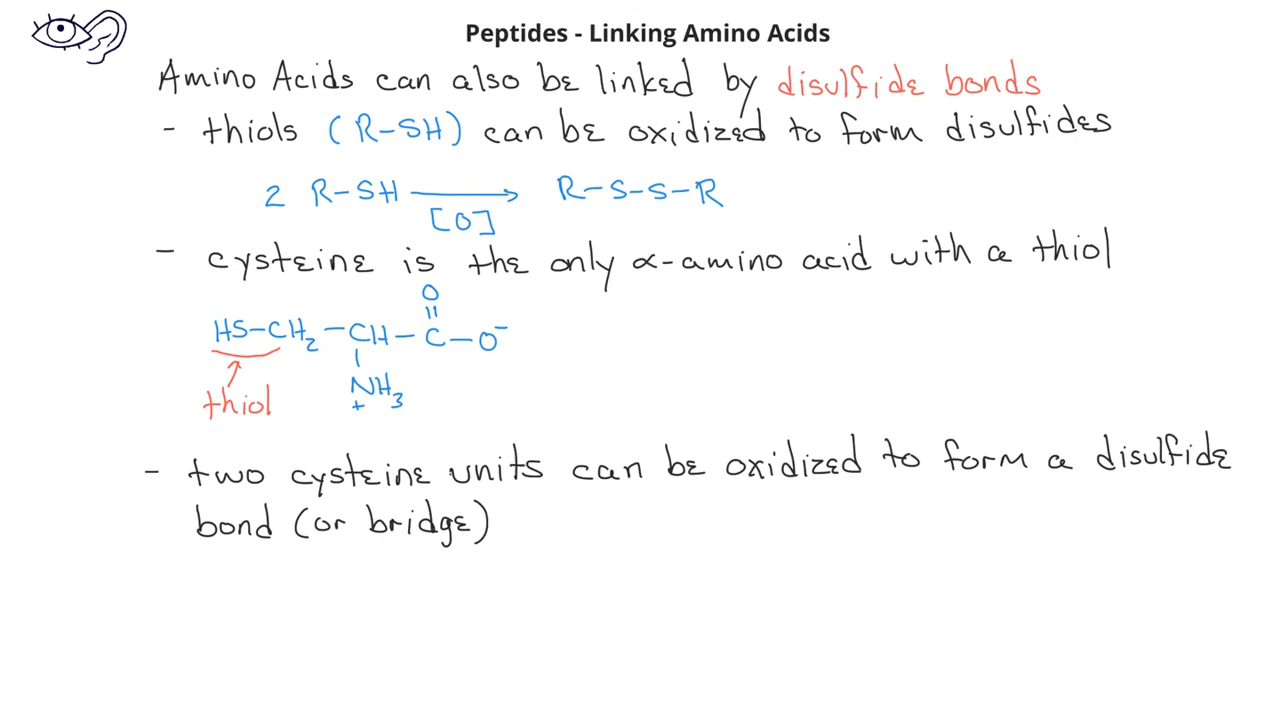 Peptides - Linking Amino Acids
Amino Acids can also be linked by disulfide bonds
- thiols (R-SH) can be oxidized to form disulfides
2 R-SH ⟶ R-S-S-R
[O]
- cysteine is the only α-amino acid with a thiol
O
||
HS-CH₂-CH-C-O⁻
|
NH₃
+
thiol
- two cysteine units can be oxidized to form a disulfide
bond (or bridge)